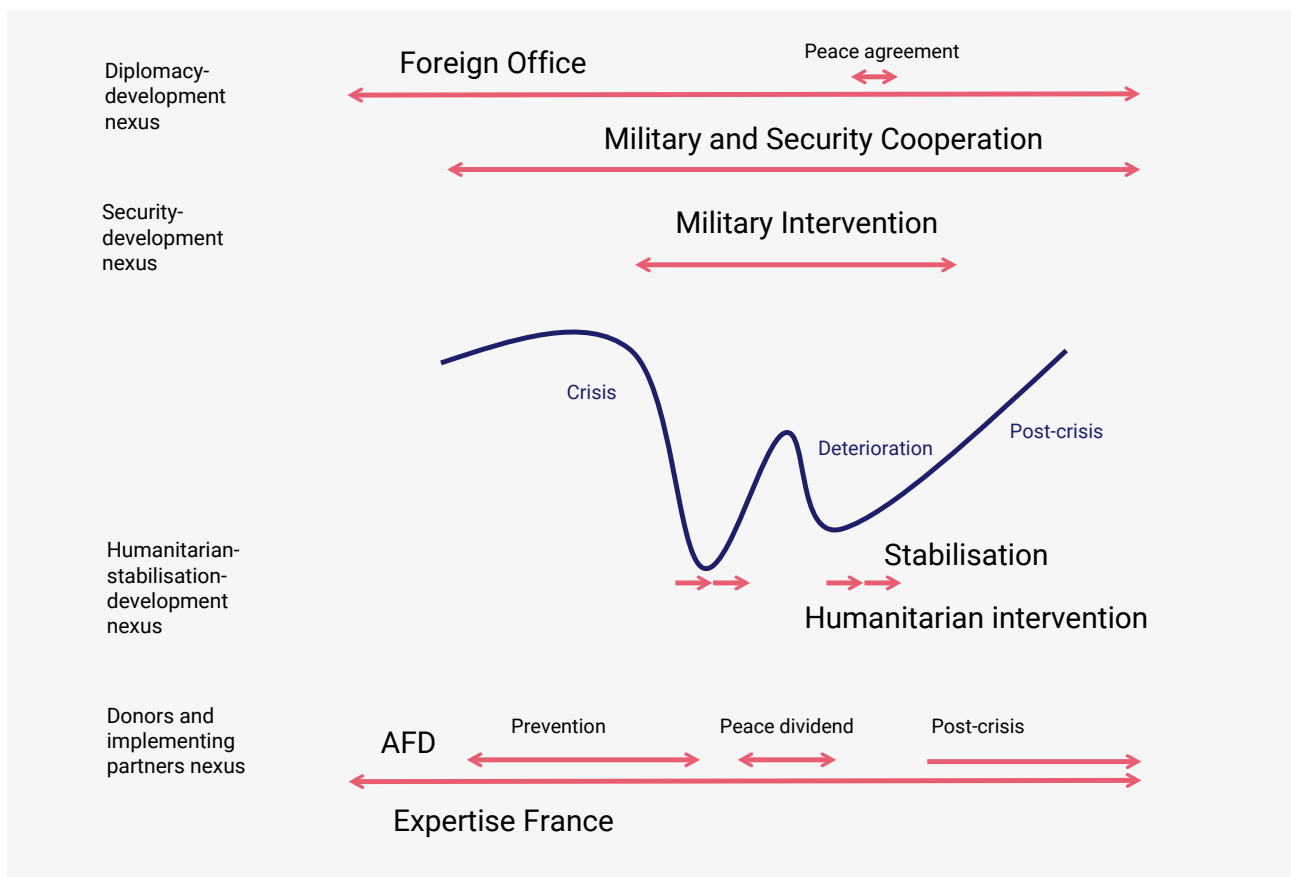 Diplomacy-
development
nexus
Foreign Office
Peace agreement
Military and Security Cooperation
Security-
development
nexus
Military Intervention
Crisis
Deterioration
Post-crisis
Humanitarian-
stabilisation-
development
nexus
Stabilisation
Humanitarian intervention
Donors and
implementing
partners nexus
AFD
Prevention
Peace dividend
Post-crisis
Expertise France